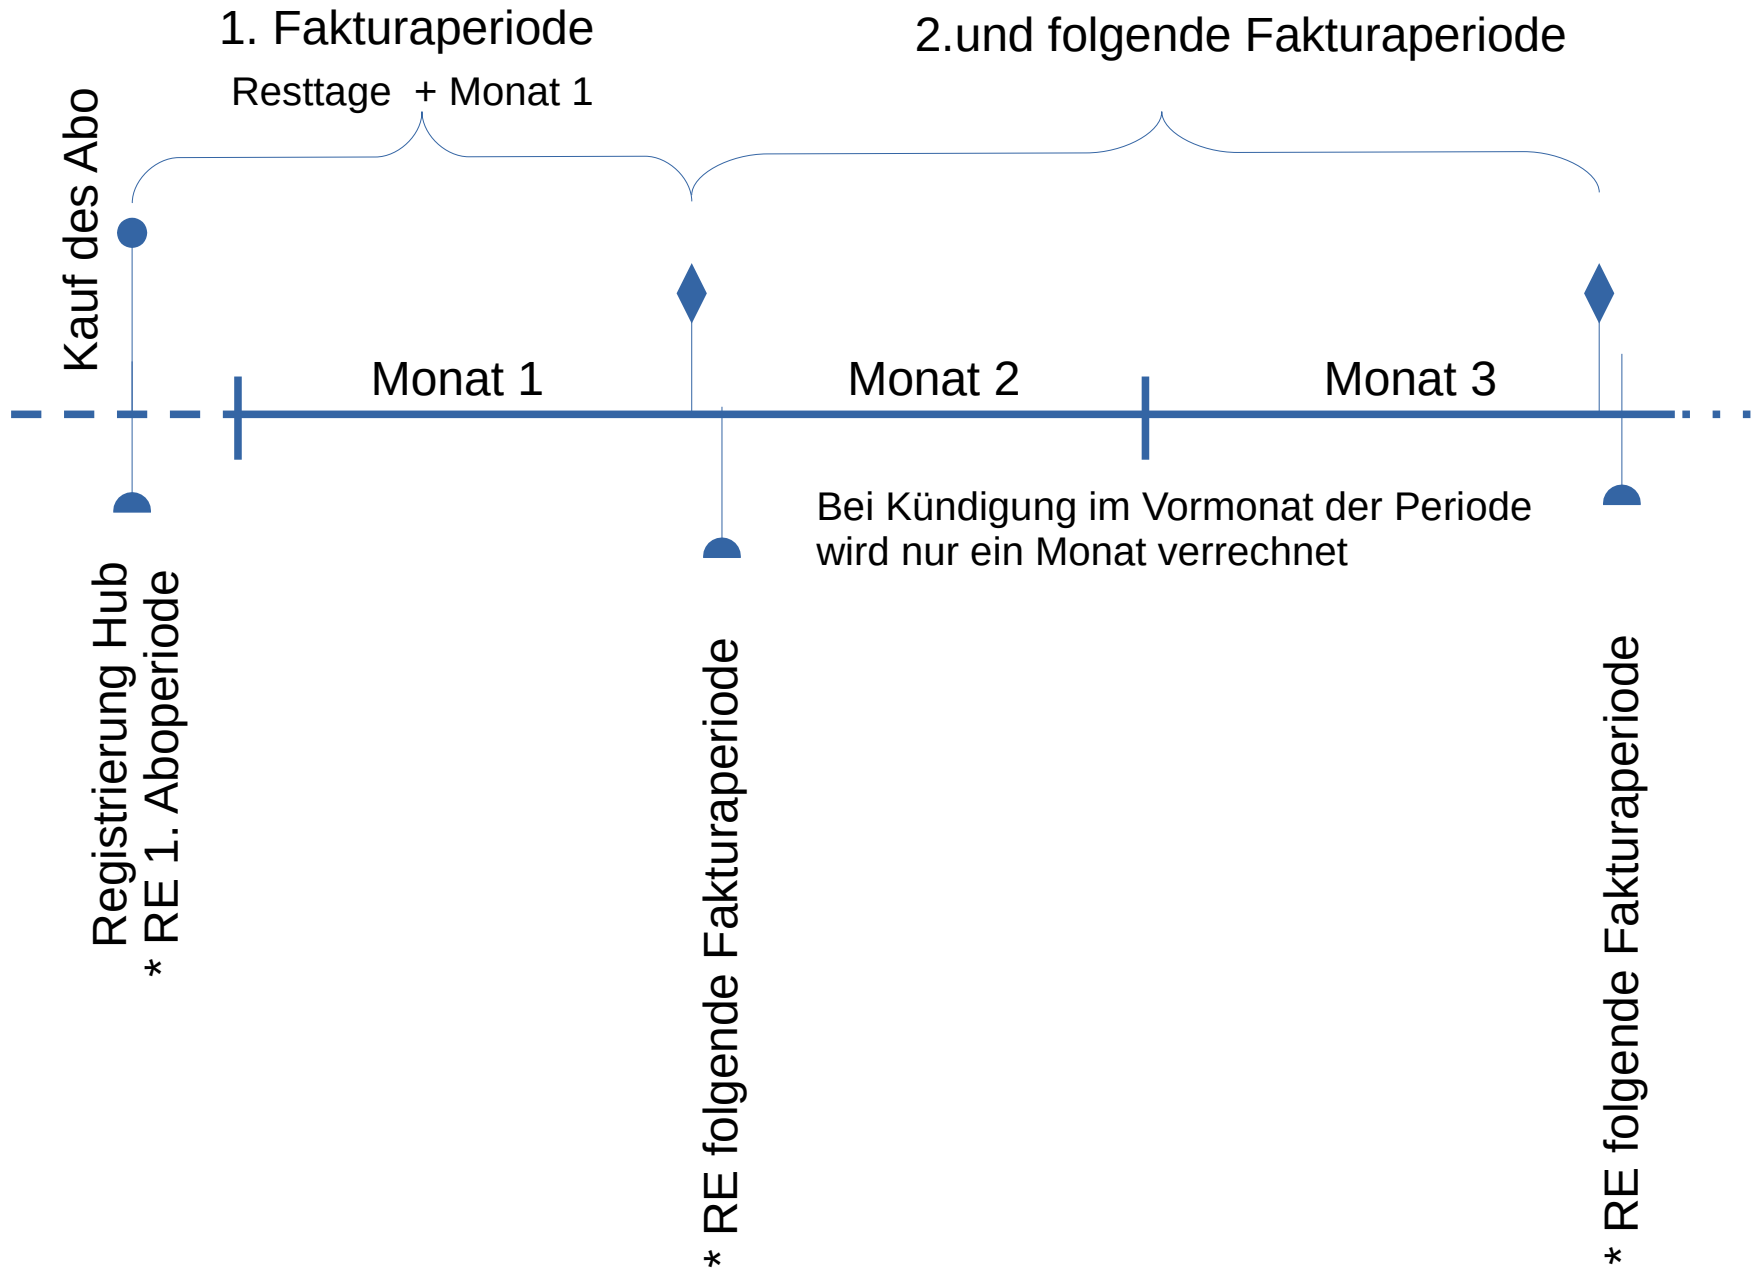 1. Fakturaperiode
2.und folgende Fakturaperiode
Resttage + Monat 1
Kauf des Abo
Monat 1
Monat 2
Monat 3
Bei Kündigung im Vormonat der Periode
wird nur ein Monat verrechnet
Registrierung Hub
* RE 1. Aboperiode
* RE folgende Fakturaperiode
* RE folgende Fakturaperiode